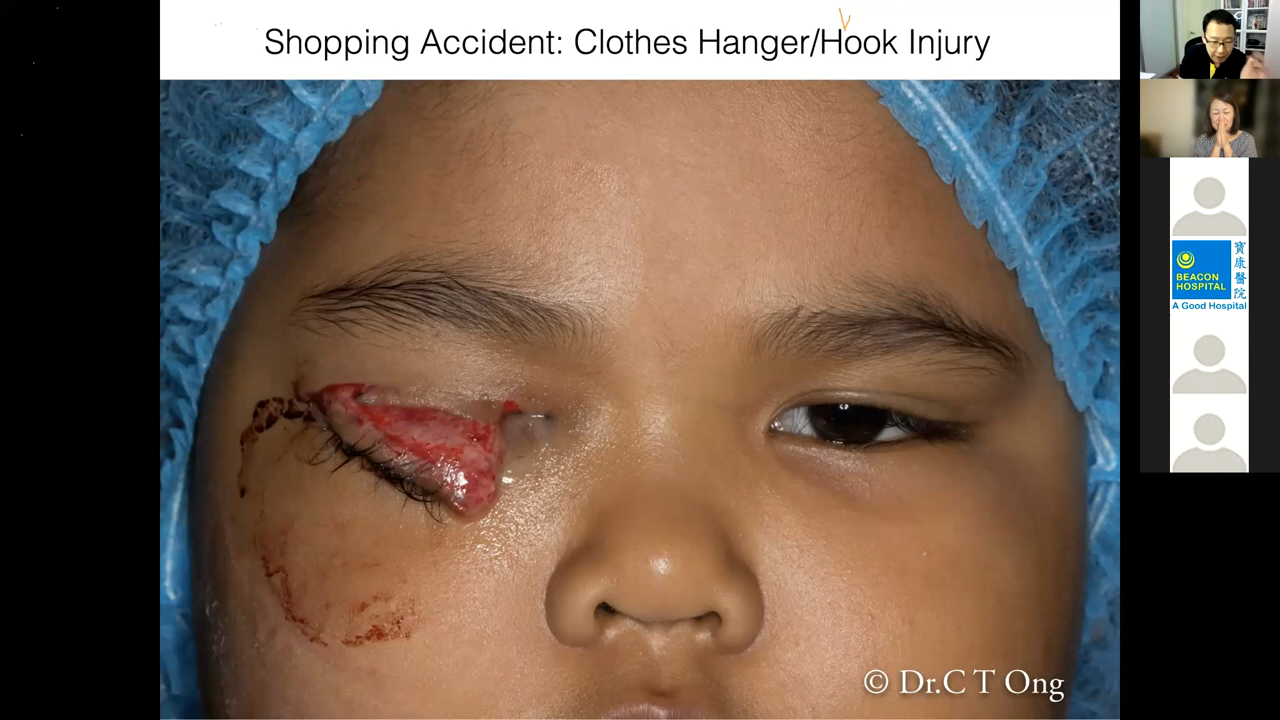 Shopping Accident: Clothes Hanger/Hook Injury
BEACON
HOSPITAL
寶康醫院
A Good Hospital
© Dr.C T Ong